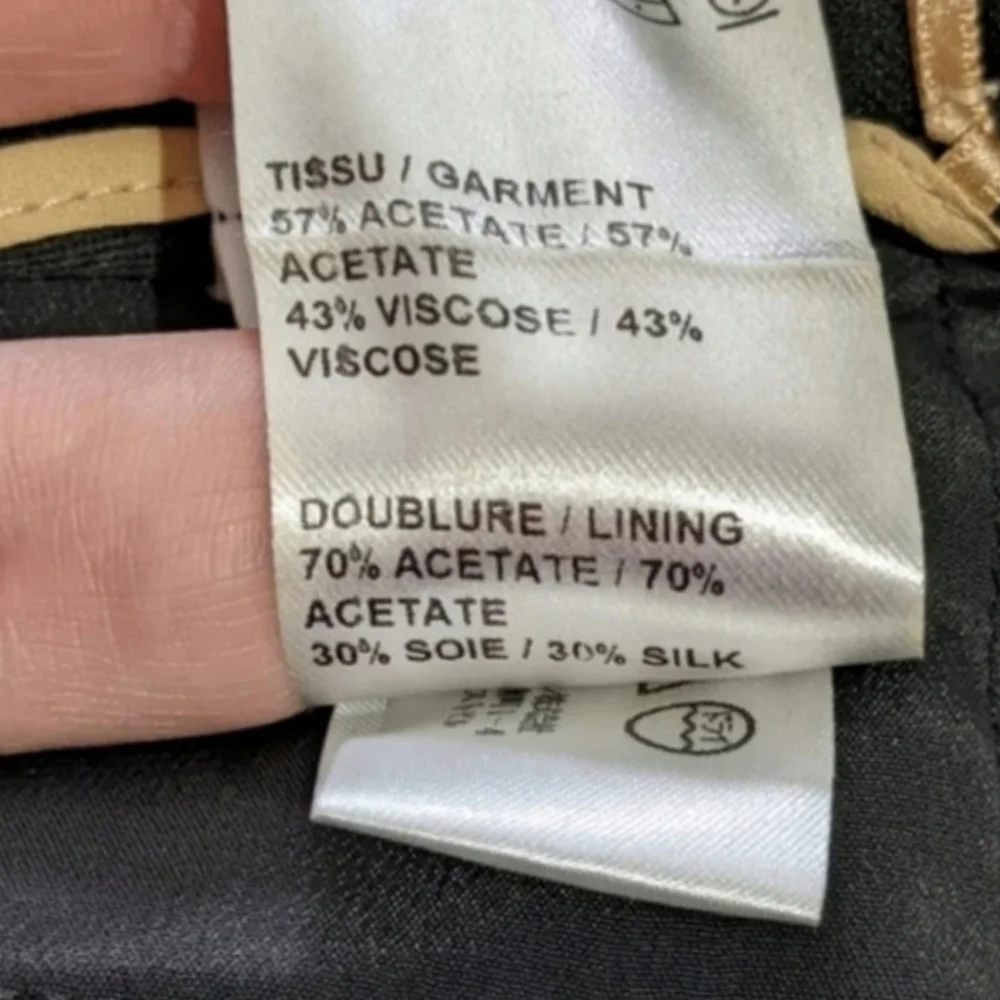 TISSU / GARMENT
57% ACETATE / 57%
ACETATE
43% VISCOSE / 43%
VISCOSE
DOUBLURE / LINING
70% ACETATE / 70%
ACETATE
30% SOIE / 30% SILK